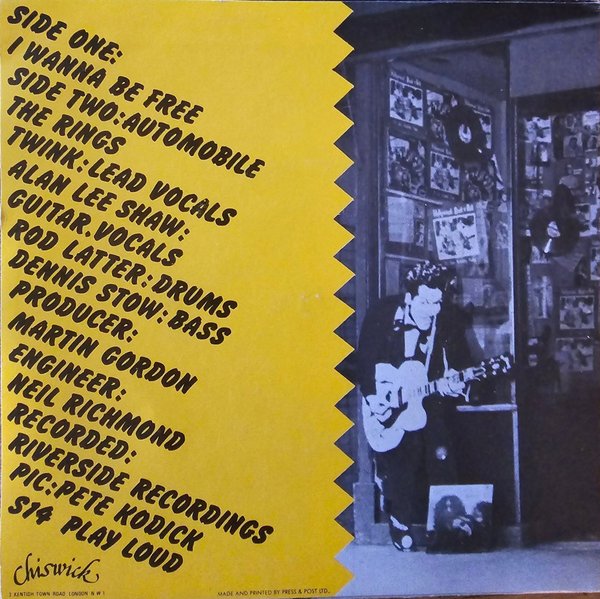 SIDE ONE:
I WANNA BE FREE
SIDE TWO: AUTOMOBILE
THE RINGS
TWINK: LEAD VOCALS
ALAN LEE SHAW:
GUITAR. VOCALS
ROD LATTER: DRUMS
DENNIS STOW: BASS
PRODUCER:
MARTIN GORDON
ENGINEER:
NEIL RICHMOND
RECORDED:
RIVERSIDE RECORDINGS
PIC: PETE KODICK
S14 PLAY LOUD
Chiswick
3 KENTISH TOWN ROAD, LONDON N W 1
MADE AND PRINTED BY PRESS & POST LTD.,